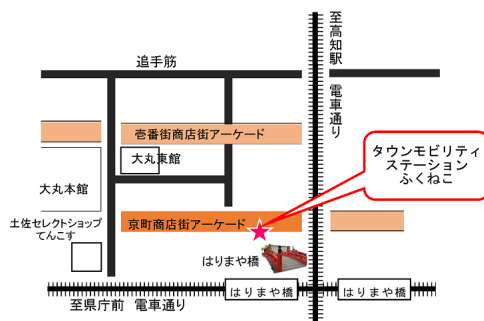 至高知駅
電車通り
追手筋
壱番街商店街アーケード
大丸東館
大丸本館
タウンモビリティ
ステーション
ふくねこ
京町商店街アーケード
土佐セレクトショップ
てんこす
はりまや橋
はりまや橋
はりまや橋
至県庁前 電車通り